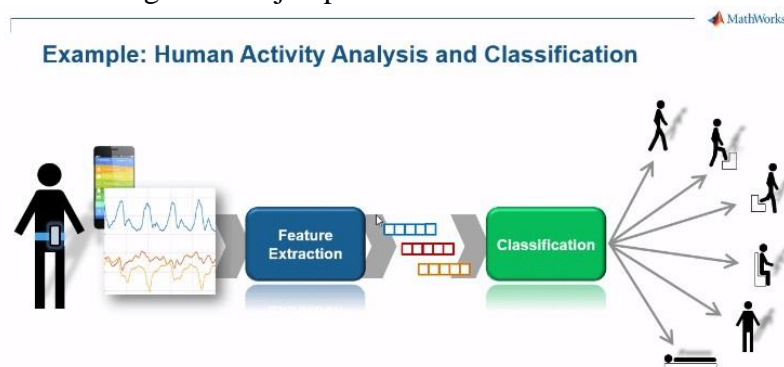 MathWorks
Example: Human Activity Analysis and Classification
Feature
Extraction
Classification